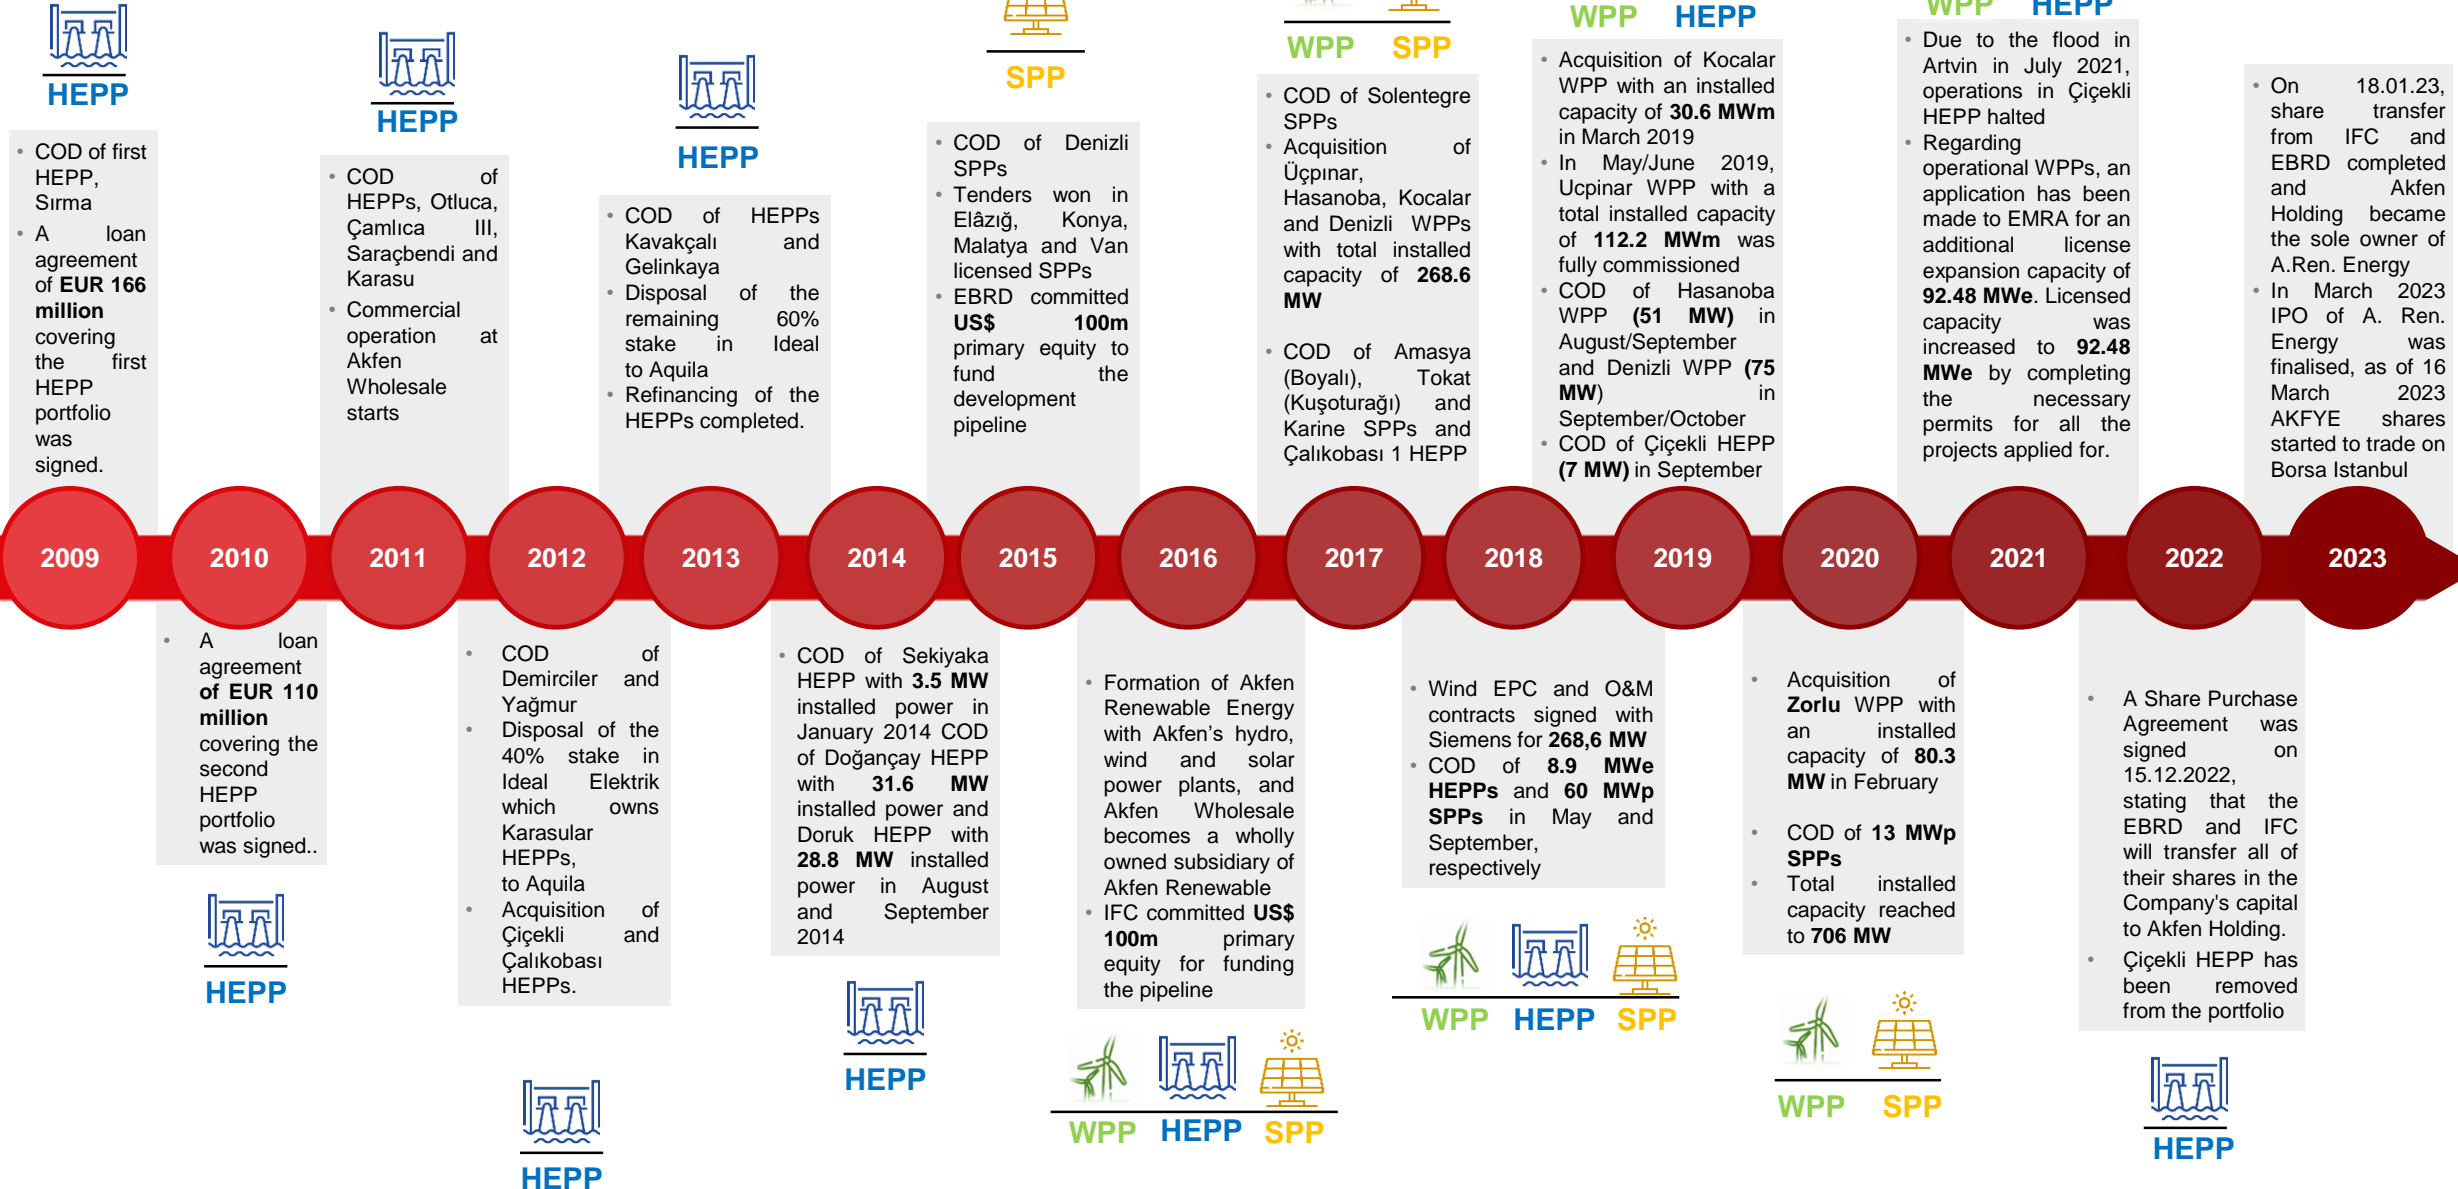 HEPP
• COD of first
HEPP,
Sırma
• A loan
agreement
of EUR 166
million
covering
the first
HEPP
portfolio
was
signed.
HEPP
• COD of
HEPPs, Otluca,
Çamlıca III,
Saraçbendi and
Karasu
• Commercial
operation at
Akfen
Wholesale
starts
HEPP
• COD of HEPPs
Kavakçalı and
Gelinkaya
• Disposal of the
remaining 60%
stake in Ideal
to Aquila
• Refinancing of the
HEPPs completed.
SPP
• COD of Denizli
SPPs
• Tenders won in
Elâzığ, Konya,
Malatya and Van
licensed SPPs
• EBRD committed
US$ 100m
primary equity to
fund the
development
pipeline
WPP SPP
• COD of Solentegre
SPPs
• Acquisition of
Üçpınar,
Hasanoba, Kocalar
and Denizli WPPs
with total installed
capacity of 268.6
MW
• COD of Amasya
(Boyalı), Tokat
(Kuşoturağı) and
Karine SPPs and
Çalıkobası 1 HEPP
WPP HEPP
• Acquisition of Kocalar
WPP with an installed
capacity of 30.6 MWm
in March 2019
• In May/June 2019,
Ucpinar WPP with a
total installed capacity
of 112.2 MWm was
fully commissioned
• COD of Hasanoba
WPP (51 MW) in
August/September
and Denizli WPP (75
MW) in
September/October
• COD of Çiçekli HEPP
(7 MW) in September
WPP HEPP
• Due to the flood in
Artvin in July 2021,
operations in Çiçekli
HEPP halted
• Regarding
operational WPPs, an
application has been
made to EMRA for an
additional license
expansion capacity of
92.48 MWe. Licensed
capacity was
increased to 92.48
MWe by completing
the necessary
permits for all the
projects applied for.
• On 18.01.23,
share transfer
from IFC and
EBRD completed
and Akfen
Holding became
the sole owner of
A.Ren. Energy
• In March 2023
IPO of A. Ren.
Energy was
finalised, as of 16
March 2023
AKFYE shares
started to trade on
Borsa Istanbul
2009 2010 2011 2012 2013 2014 2015 2016 2017 2018 2019 2020 2021 2022 2023
• A loan
agreement
of EUR 110
million
covering the
second
HEPP
portfolio
was signed..
HEPP
• COD of
Demirciler and
Yağmur
• Disposal of the
40% stake in
Ideal Elektrik
which owns
Karasular
HEPPs,
to Aquila
• Acquisition of
Çiçekli and
Çalıkobası
HEPPs.
HEPP
• COD of Sekiyaka
HEPP with 3.5 MW
installed power in
January 2014 COD
of Doğançay HEPP
with 31.6 MW
installed power and
Doruk HEPP with
28.8 MW installed
power in August
and September
2014
HEPP
• Formation of Akfen
Renewable Energy
with Akfen's hydro,
wind and solar
power plants, and
Akfen Wholesale
becomes a wholly
owned subsidiary of
Akfen Renewable
• IFC committed US$
100m primary
equity for funding
the pipeline
WPP HEPP SPP
• Wind EPC and O&M
contracts signed with
Siemens for 268,6 MW
• COD of 8.9 MWe
HEPPs and 60 MWp
SPPs in May and
September,
respectively
WPP HEPP SPP
• Acquisition of
Zorlu WPP with
an installed
capacity of 80.3
MW in February
• COD of 13 MWp
SPPs
• Total installed
capacity reached
to 706 MW
WPP SPP
• A Share Purchase
Agreement was
signed on
15.12.2022,
stating that the
EBRD and IFC
will transfer all of
their shares in the
Company's capital
to Akfen Holding.
• Çiçekli HEPP has
been removed
from the portfolio
HEPP